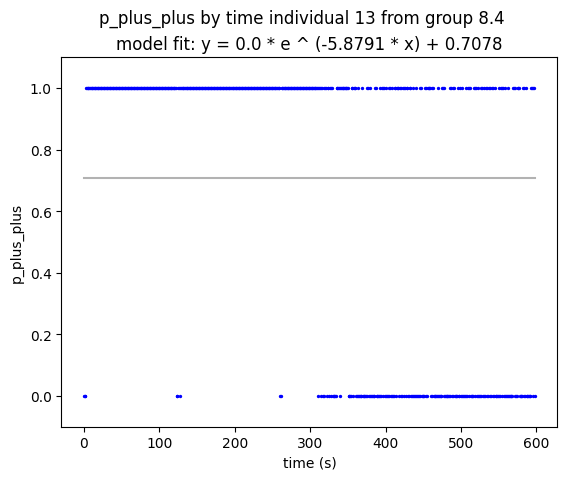 p_plus_plus by time individual 13 from group 8.4
model fit: y = 0.0 * e ^ (-5.8791 * x) + 0.7078
1.0
0.8
0.6
0.4
0.2
0.0
p_plus_plus
0 100 200 300 400 500 600
time (s)